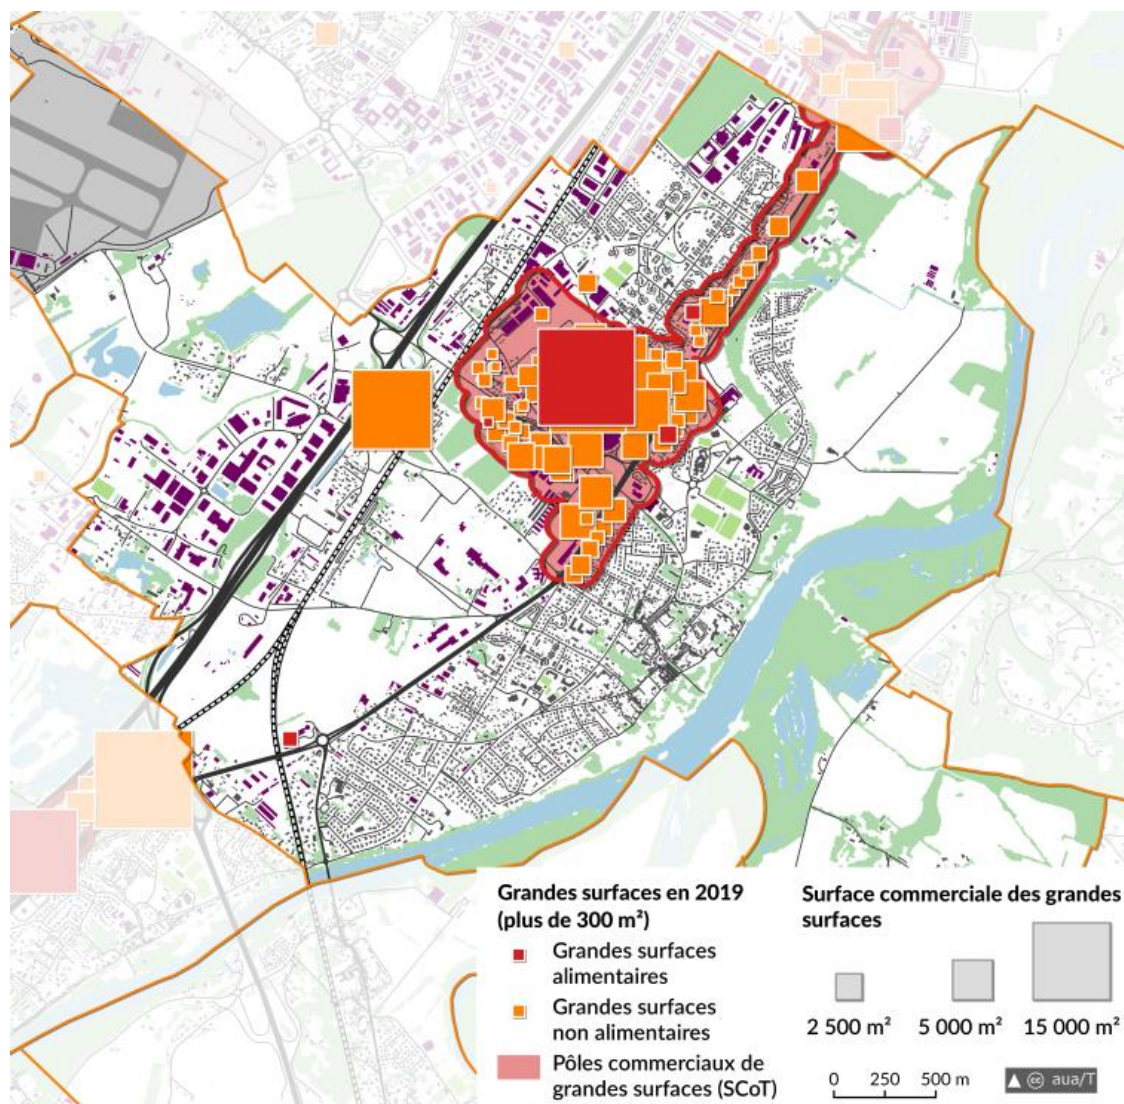 Grandes surfaces en 2019
(plus de 300 m²)
Grandes surfaces
alimentaires
Grandes surfaces
non alimentaires
Pôles commerciaux de
grandes surfaces (SCoT)
Surface commerciale des grandes
surfaces
2 500 m² 5 000 m² 15 000 m²
0 250 500 m
cc aua/T